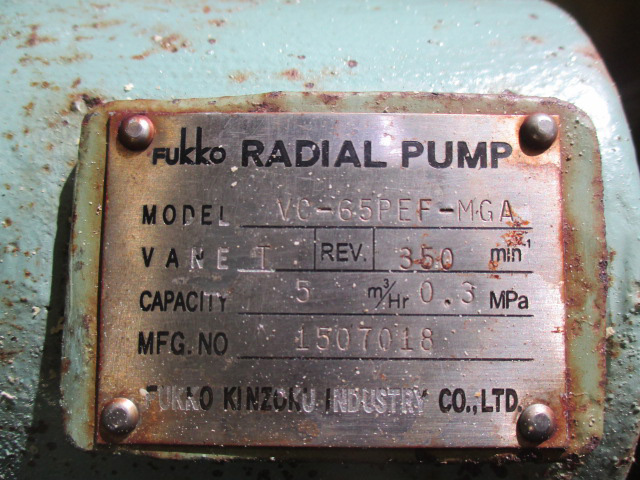 Fukko RADIAL PUMP
MODEL VC-65PEF-MGA
VANE I REV. 350 min-1
CAPACITY 5 m³/Hr 0.3 MPa
MFG. NO 1507018
FUKKO KINZOKU INDUSTRY CO.,LTD.